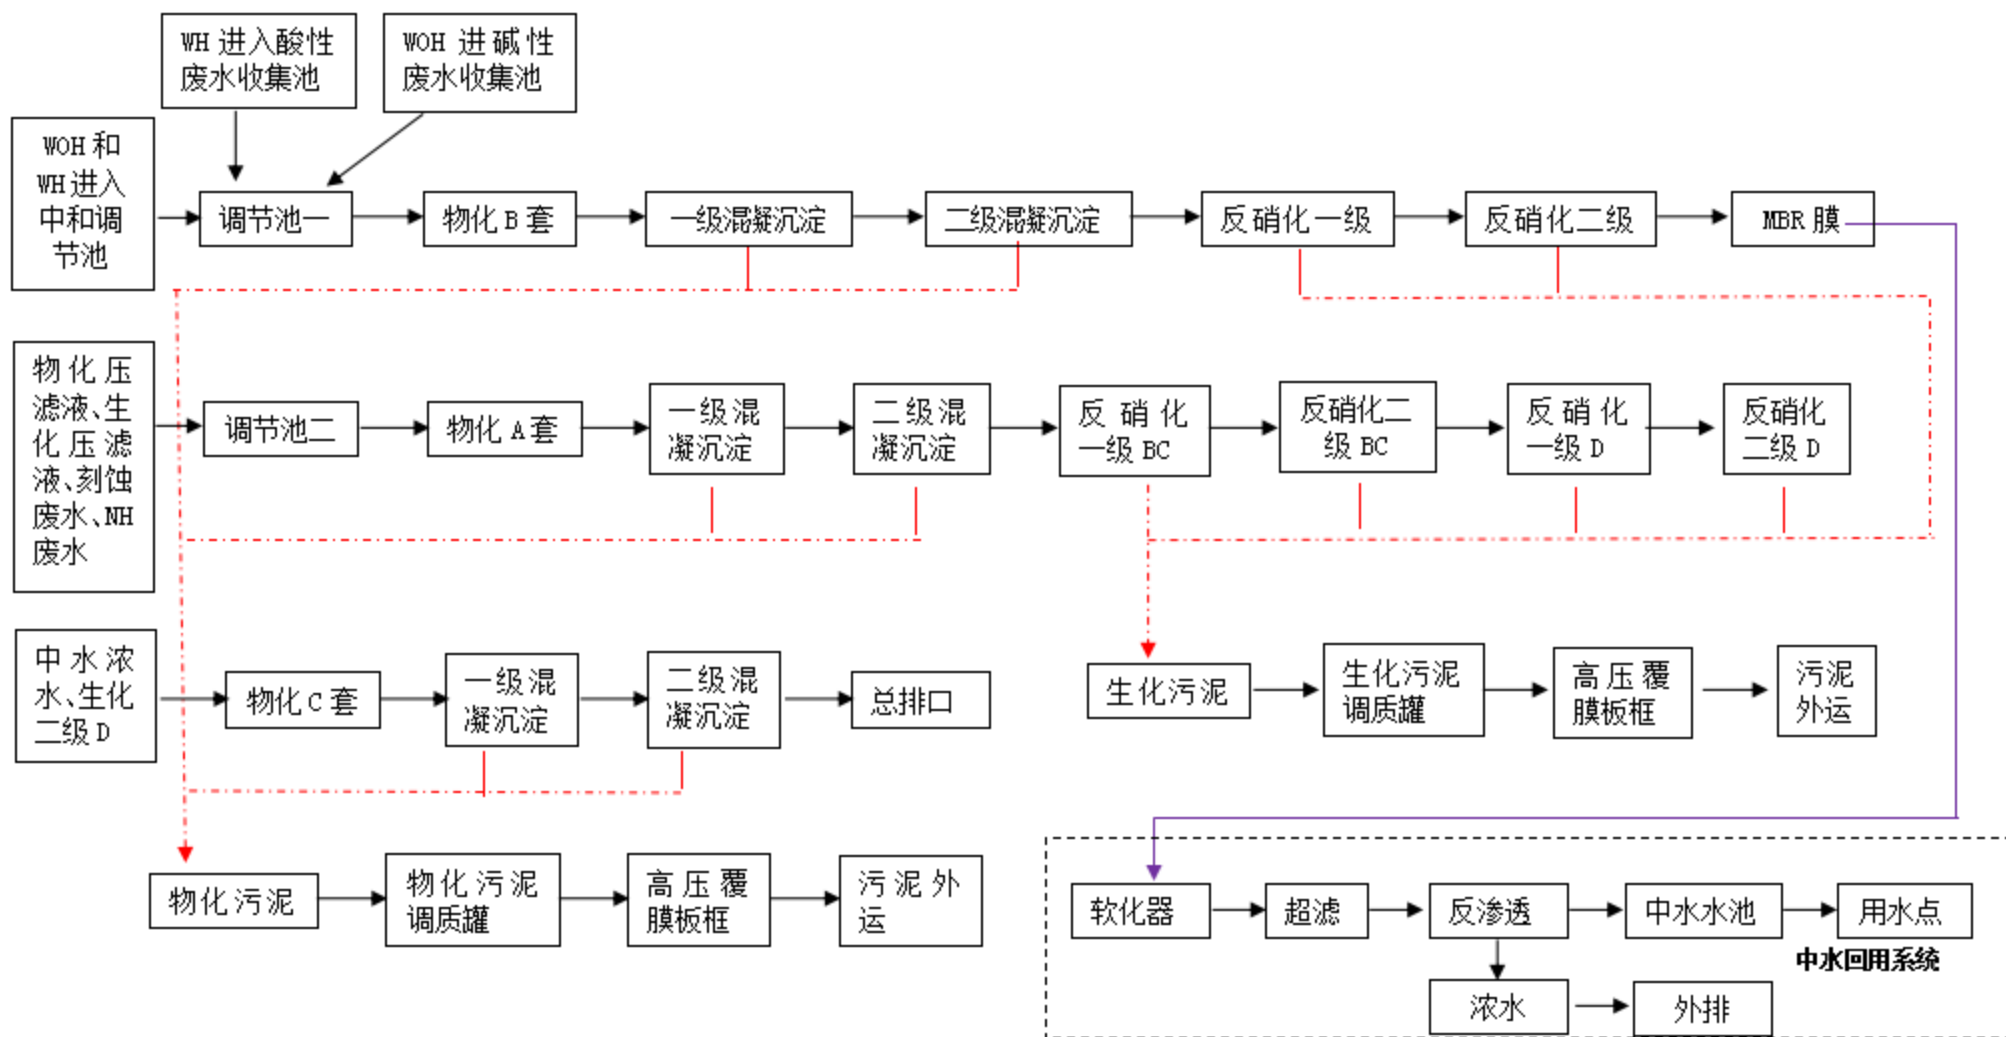 WH 进入酸性
废水收集池
WOH 进碱性
废水收集池
WOH 和
WH 进入
中和调
节池
调节池一
物化 B 套
一级混凝沉淀
二级混凝沉淀
反硝化一级
反硝化二级
MBR 膜
物化压
滤液、生
化压滤
液、刻蚀
废水、NH
废水
调节池二
物化 A 套
一级混
凝沉淀
二级混
凝沉淀
反硝化
一级 BC
反硝化二
级 BC
反硝化
一级 D
反硝化
二级 D
中水浓
水、生化
二级 D
物化 C 套
一级混
凝沉淀
二级混
凝沉淀
总排口
生化污泥
生化污泥
调质罐
高压覆
膜板框
污泥
外运
物化污泥
物化污泥
调质罐
高压覆
膜板框
污泥外
运
软化器
超滤
反渗透
中水水池
用水点
中水回用系统
浓水
外排